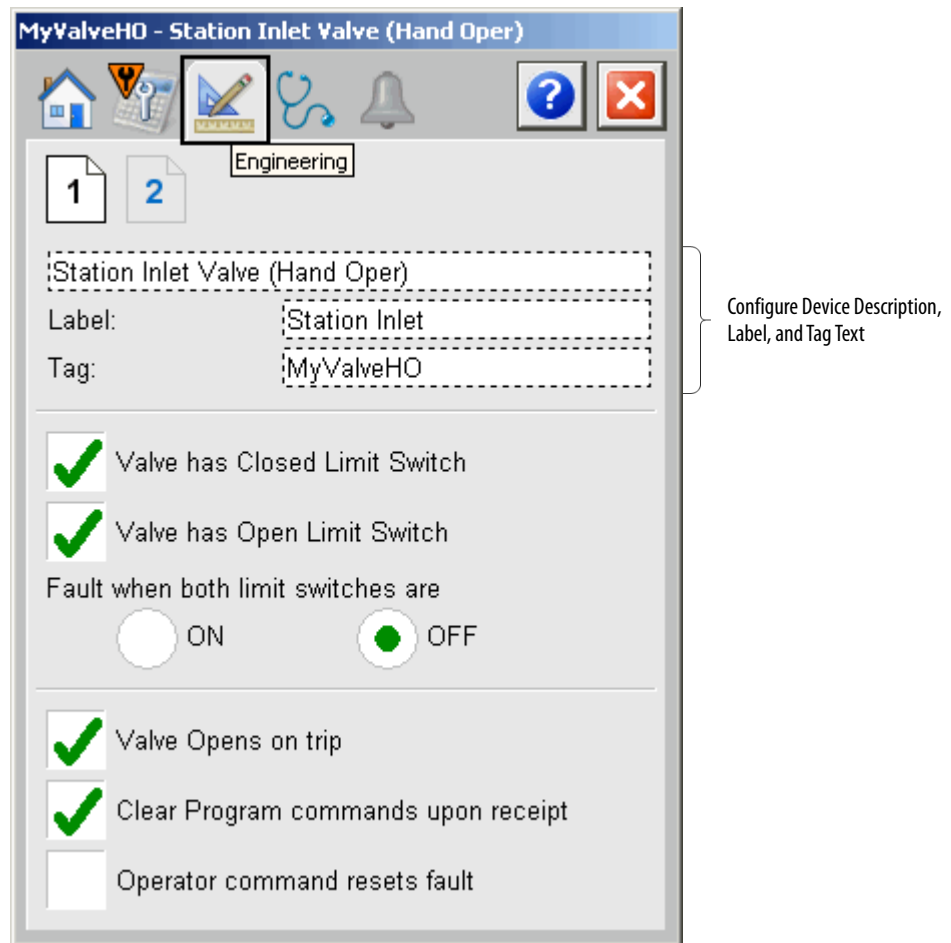 MyValveHO - Station Inlet Valve (Hand Oper)
?
Engineering
1 2
Station Inlet Valve (Hand Oper)
Label: Station Inlet
Tag: MyValveHO
Configure Device Description,
Label, and Tag Text
Valve has Closed Limit Switch
Valve has Open Limit Switch
Fault when both limit switches are
ON OFF
Valve Opens on trip
Clear Program commands upon receipt
Operator command resets fault